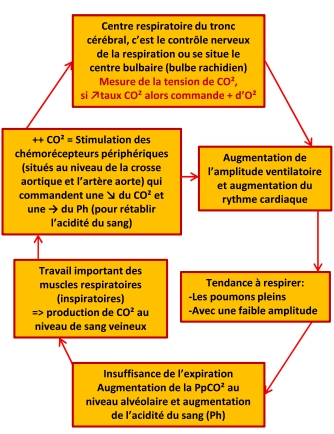 Centre respiratoire du tronc
cérébral, c'est le contrôle nerveux
de la respiration ou se situe le
centre bulbaire (bulbe rachidien)
Mesure de la tension de CO²,
si ↗taux CO² alors commande + d'O²
++ CO² = Stimulation des
chémorécepteurs périphériques
(situés au niveau de la crosse
aortique et l'artère aorte) qui
commandent une ↘ du CO² et
une → du Ph (pour rétablir
l'acidité du sang)
Augmentation de
l'amplitude ventilatoire
et augmentation du
rythme cardiaque
Tendance à respirer:
-Les poumons pleins
-Avec une faible amplitude
Insuffisance de l'expiration
Augmentation de la PpCO² au
niveau alvéolaire et augmentation
de l'acidité du sang (Ph)
Travail important des
muscles respiratoires
(inspiratoires)
=> production de CO² au
niveau de sang veineux